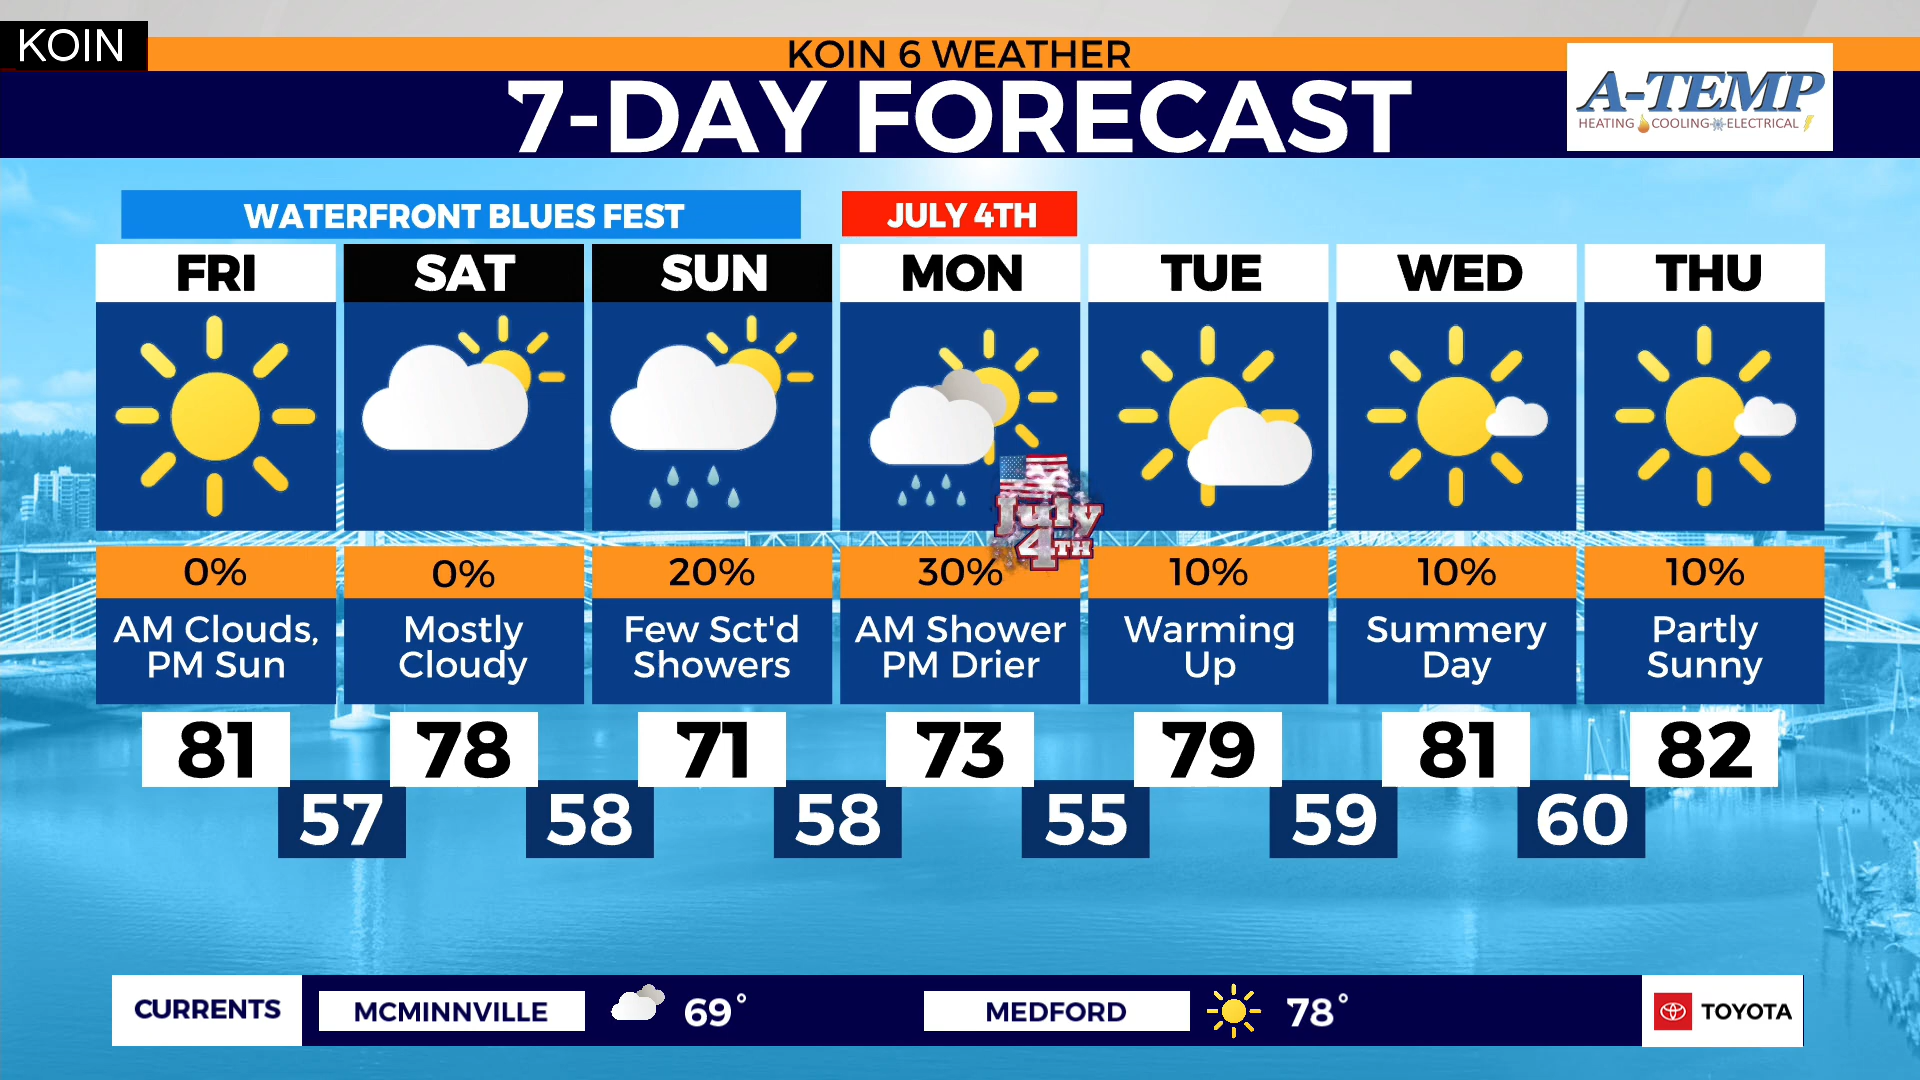 KOIN
KOIN 6 WEATHER
7-DAY FORECAST
A-TEMP
HEATING COOLING ELECTRICAL
WATERFRONT BLUES FEST
JULY 4TH
FRI SAT SUN MON TUE WED THU
July
4TH
0% 0% 20% 30% 10% 10% 10%
AM Clouds, Mostly Few Sct'd AM Shower Warming Summery Partly
PM Sun Cloudy Showers PM Drier Up Day Sunny
81 78 71 73 79 81 82
57 58 58 55 59 60
CURRENTS MCMINNVILLE 69° MEDFORD 78° TOYOTA